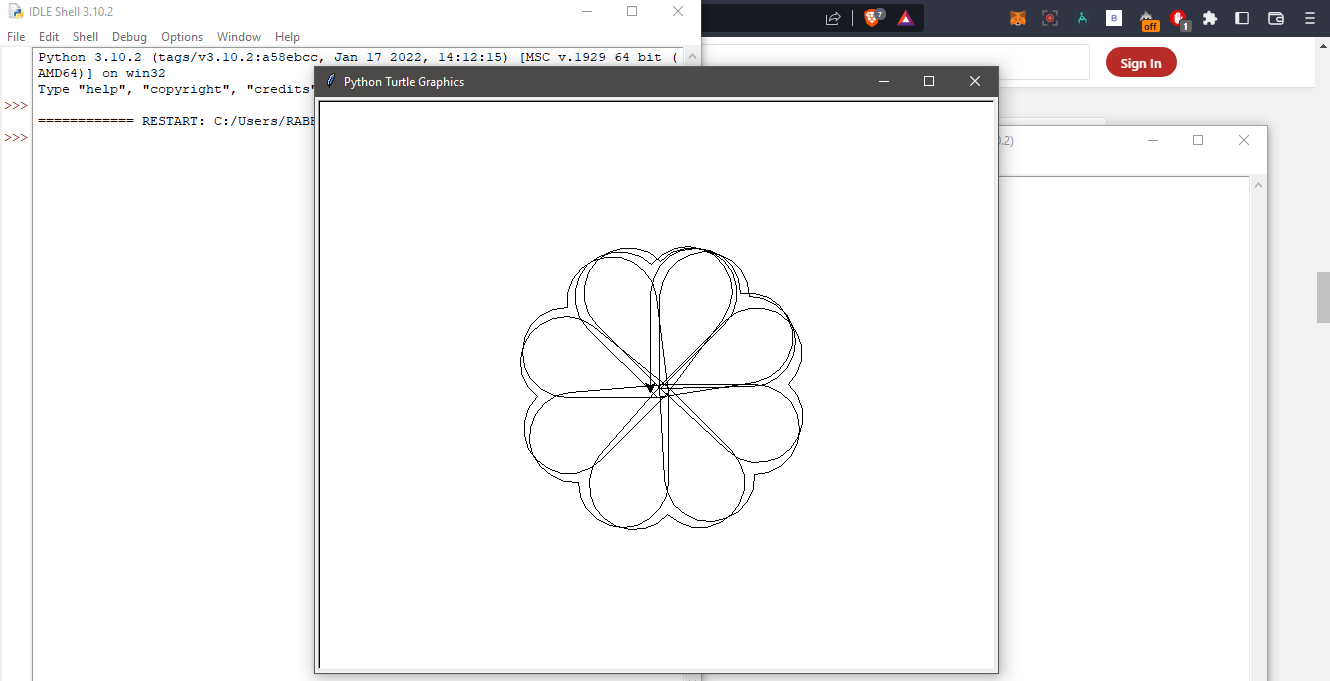 IDLE Shell 3.10.2
File Edit Shell Debug Options Window Help
Python 3.10.2 (tags/v3.10.2:a58ebcc, Jan 17 2022, 14:12:15) [MSC v.1929 64 bit (
AMD64)] on win32
Type "help", "copyright", "credits"
>>>
============ RESTART: C:/Users/RABE
>>>
7
B
off
1
Sign In
Python Turtle Graphics
0.2)